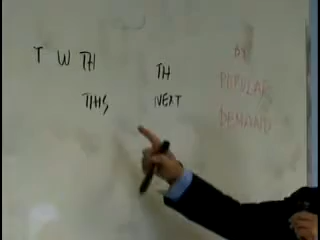 T W TH TH
THIS, NEXT
BY
POPULAR
DEMAND